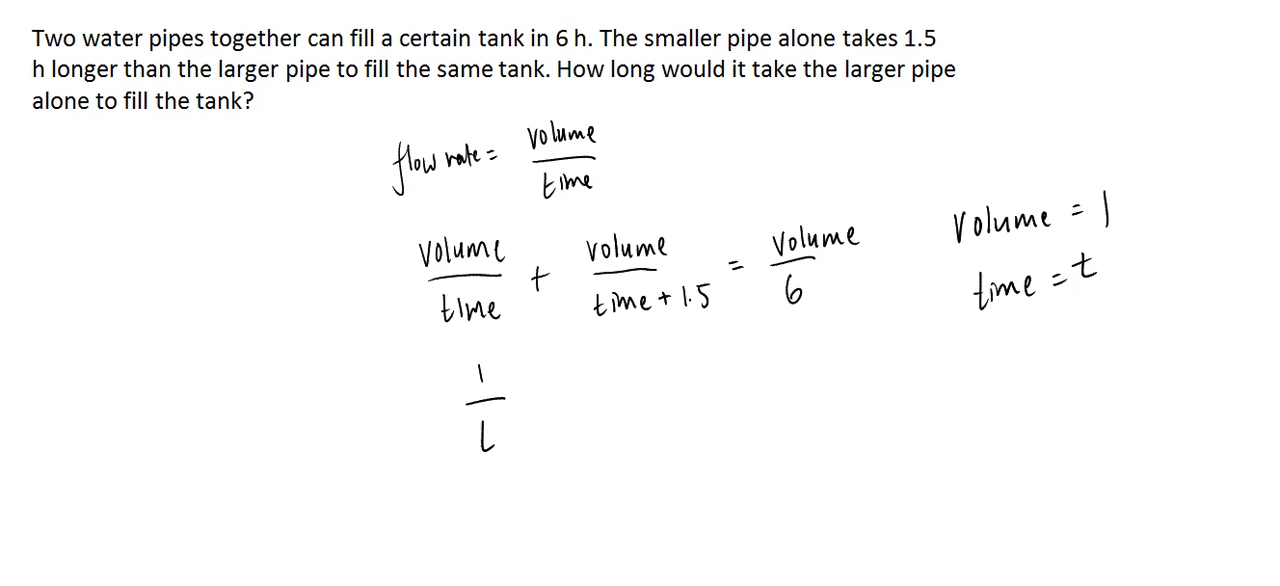 Two water pipes together can fill a certain tank in 6 h. The smaller pipe alone takes 1.5
h longer than the larger pipe to fill the same tank. How long would it take the larger pipe
alone to fill the tank?
flow rate = volume / time
volume / time + volume / time + 1.5 = volume / 6
volume = 1
time = t
1 / L